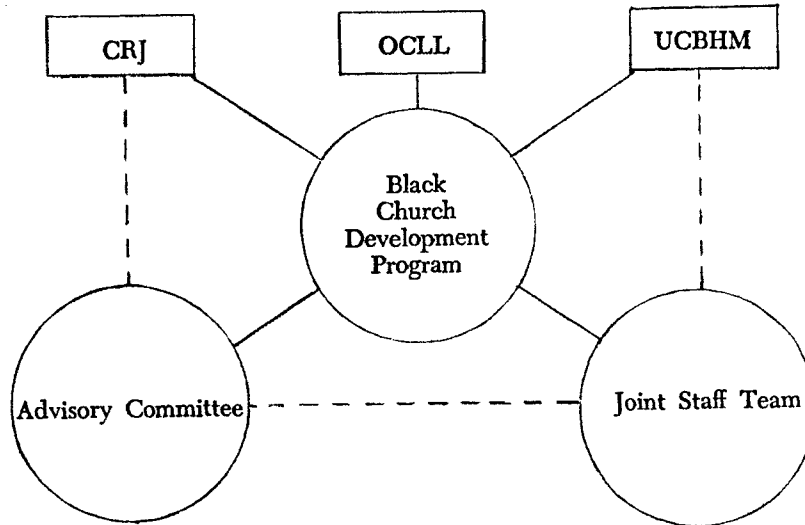 CRJ
OCLL
UCBHM
Black
Church
Development
Program
Advisory Committee
Joint Staff Team